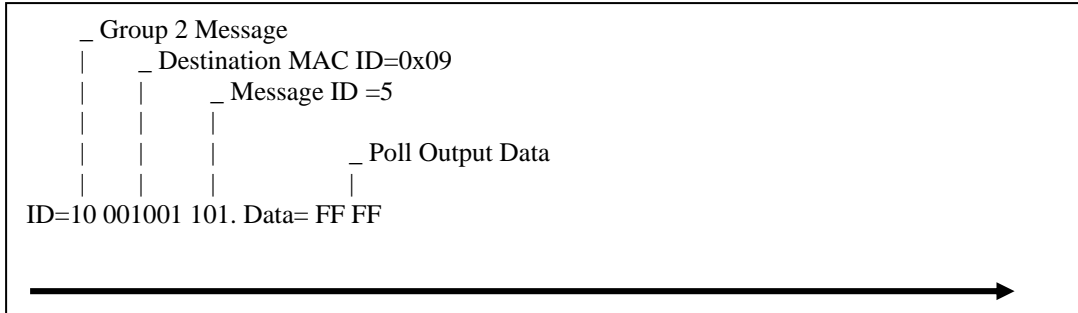 _ Group 2 Message
| _ Destination MAC ID=0x09
| | _ Message ID =5
| | |
| | | _ Poll Output Data
| | | |
ID=10 001001 101. Data= FF FF